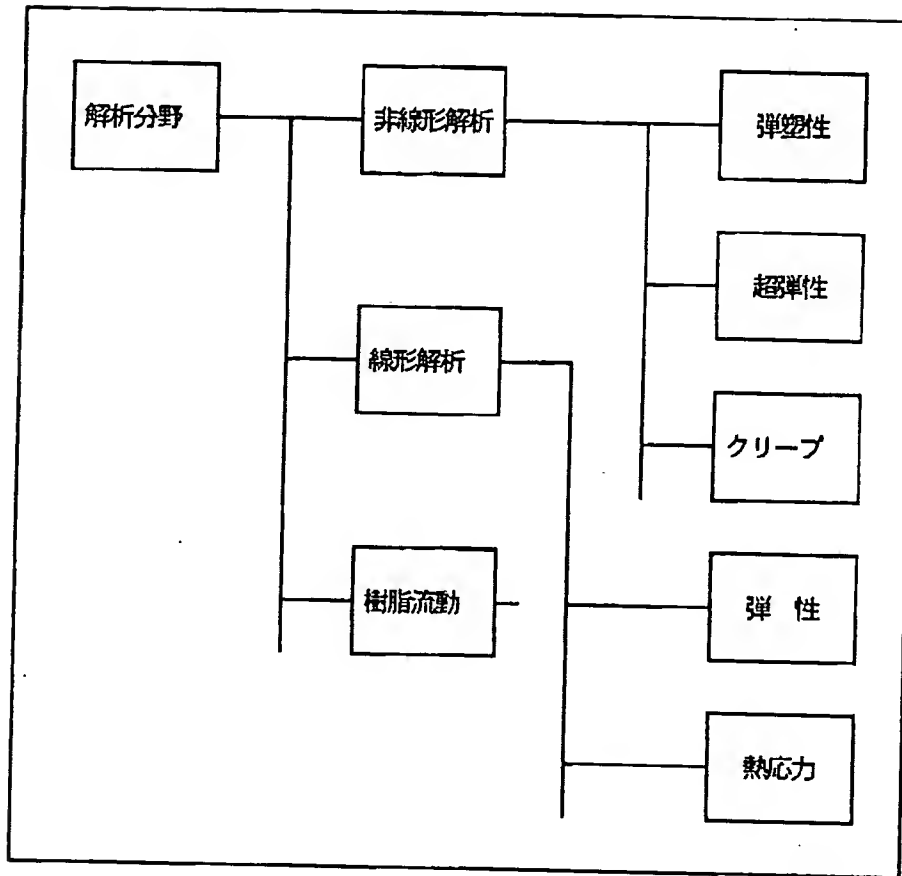 解析分野
非線形解析
弾塑性
超弾性
線形解析
クリープ
樹脂流動
弾 性
熱応力